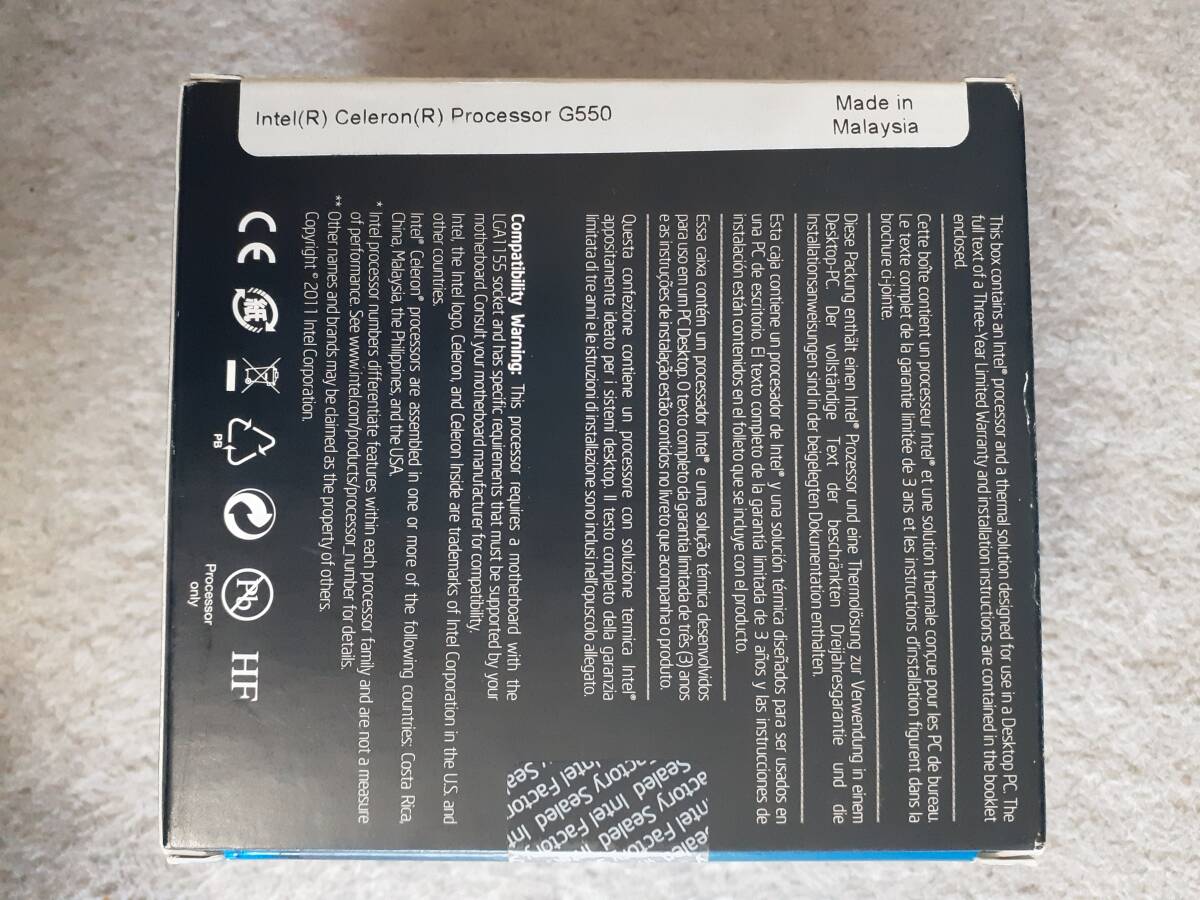 Intel(R) Celeron(R) Processor G550
Made in
Malaysia
This box contains an Intel® processor and a thermal solution designed for use in a Desktop PC. The
full text of a Three-Year Limited Warranty and installation instructions are contained in the booklet
enclosed.
Cette boîte contient un processeur Intel® et une solution thermale conçue pour les PC de bureau.
Le texte complet de la garantie limitée de 3 ans et les instructions d'installation figurent dans la
brochure ci-jointe.
Diese Packung enthält einen Intel® Prozessor und eine Thermolösung zur Verwendung in einem
Desktop-PC. Der vollständige Text der beschränkten Dreijahresgarantie und die
Installationsanweisungen sind in der beigelegten Dokumentation enthalten.
Esta caja contiene un procesador de Intel® y una solución térmica diseñados para ser usados en
una PC de escritorio. El texto completo de la garantía limitada de 3 años y las instrucciones de
instalación están contenidos en el folleto que se incluye con el producto.
Essa caixa contém um processador Intel® e uma solução térmica desenvolvidos
para uso em um PC Desktop. O texto completo da garantia limitada de três (3) anos
e as instruções de instalação estão contidos no livreto que acompanha o produto.
Questa confezione contiene un processore con soluzione termica Intel®
appositamente ideato per i sistemi desktop. Il testo completo della garanzia
limitata di tre anni e le istruzioni di installazione sono inclusi nell'opuscolo allegato.
Compatibility Warning: This processor requires a motherboard with the
LGA1155 socket and has specific requirements that must be supported by your
motherboard. Consult your motherboard manufacturer for compatibility.
Intel, the Intel logo, Celeron, and Celeron Inside are trademarks of Intel Corporation in the U.S. and
other countries.
Intel® Celeron® processors are assembled in one or more of the following countries: Costa Rica,
China, Malaysia, the Philippines, and the USA.
* Intel processor numbers differentiate features within each processor family and are not a measure
of performance. See www.intel.com/products/processor_number for details.
** Other names and brands may be claimed as the property of others.
Copyright © 2011 Intel Corporation.
CE
紙
PB
Pb
Processor
only
HF
Sealed Intel Factory
actory Sealed Intel
ntel Factory Sealed Int